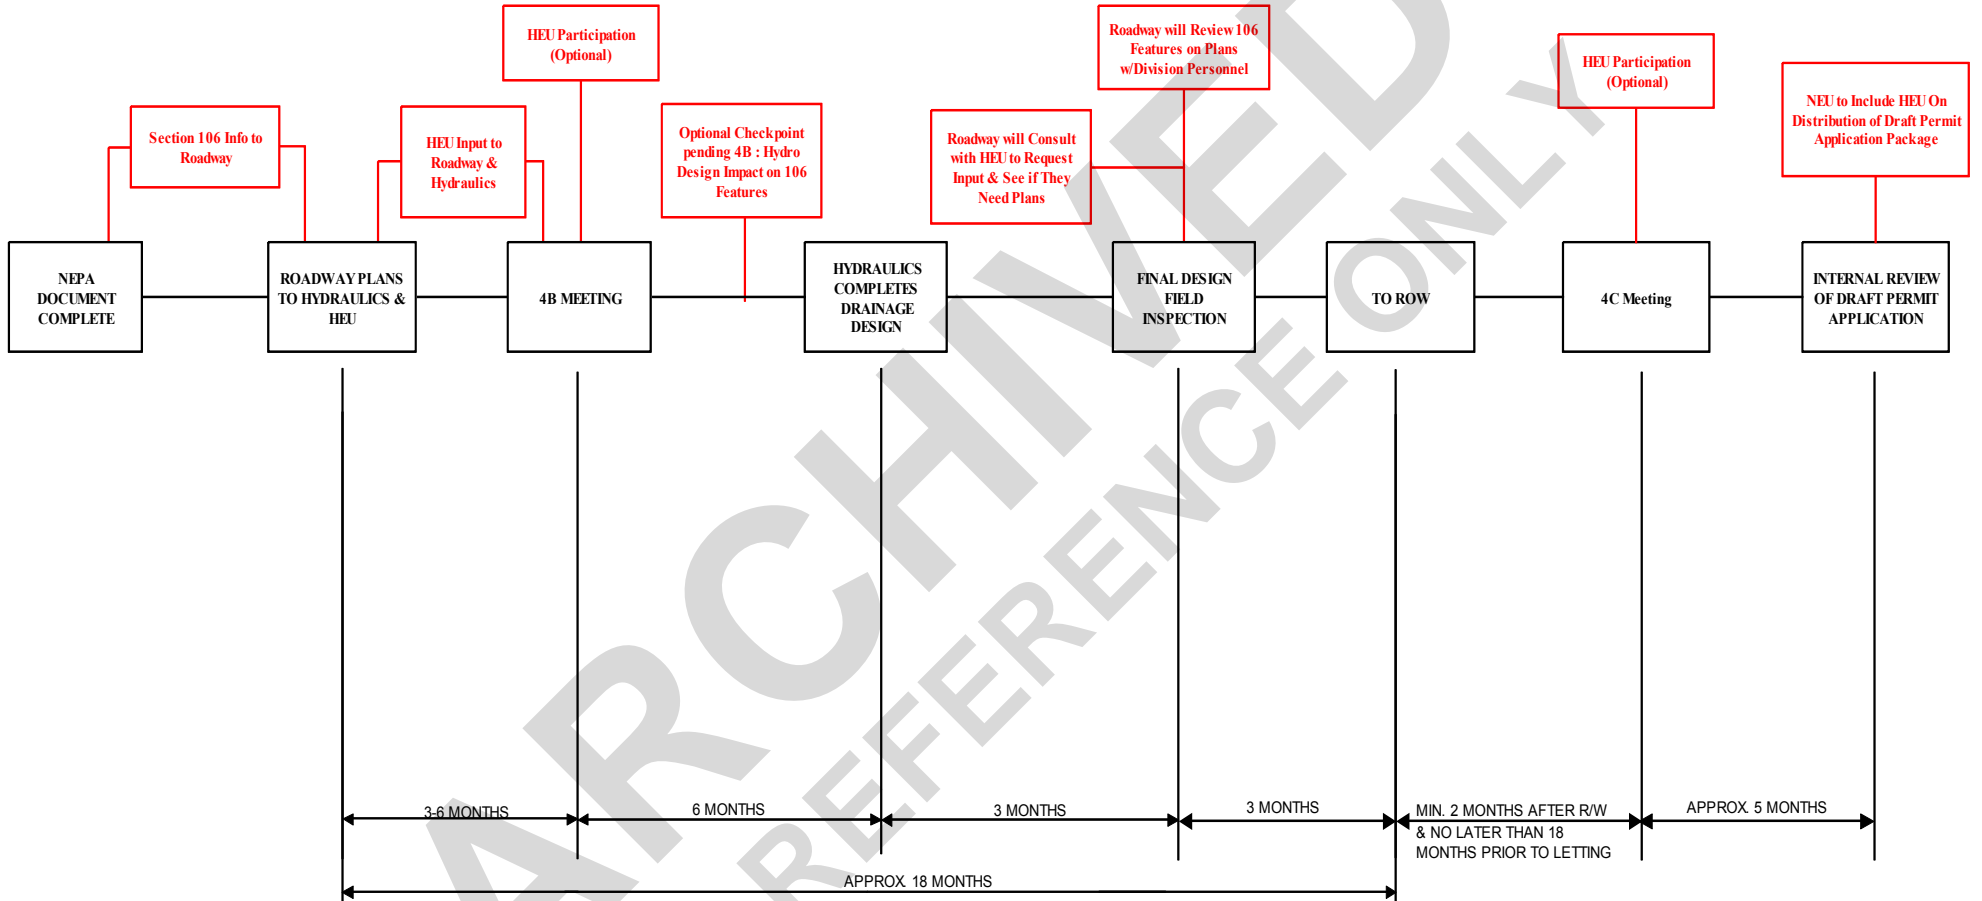 HEU Participation
(Optional)
Roadway will Review 106
Features on Plans
w/Division Personnel
HEU Participation
(Optional)
NEU to Include HEU On
Distribution of Draft Permit
Application Package
Section 106 Info to
Roadway
HEU Input to
Roadway &
Hydraulics
Optional Checkpoint
pending 4B : Hydro
Design Impact on 106
Features
Roadway will Consult
with HEU to Request
Input & See if They
Need Plans
NEPA
DOCUMENT
COMPLETE
ROADWAY PLANS
TO HYDRAULICS &
HEU
4B MEETING
HYDRAULICS
COMPLETES
DRAINAGE
DESIGN
FINAL DESIGN
FIELD
INSPECTION
TO ROW
4C Meeting
INTERNAL REVIEW
OF DRAFT PERMIT
APPLICATION
3-6 MONTHS
6 MONTHS
3 MONTHS
3 MONTHS
MIN. 2 MONTHS AFTER R/W
& NO LATER THAN 18
MONTHS PRIOR TO LETTING
APPROX. 5 MONTHS
APPROX. 18 MONTHS
ARCHIVED
REFERENCE ONLY